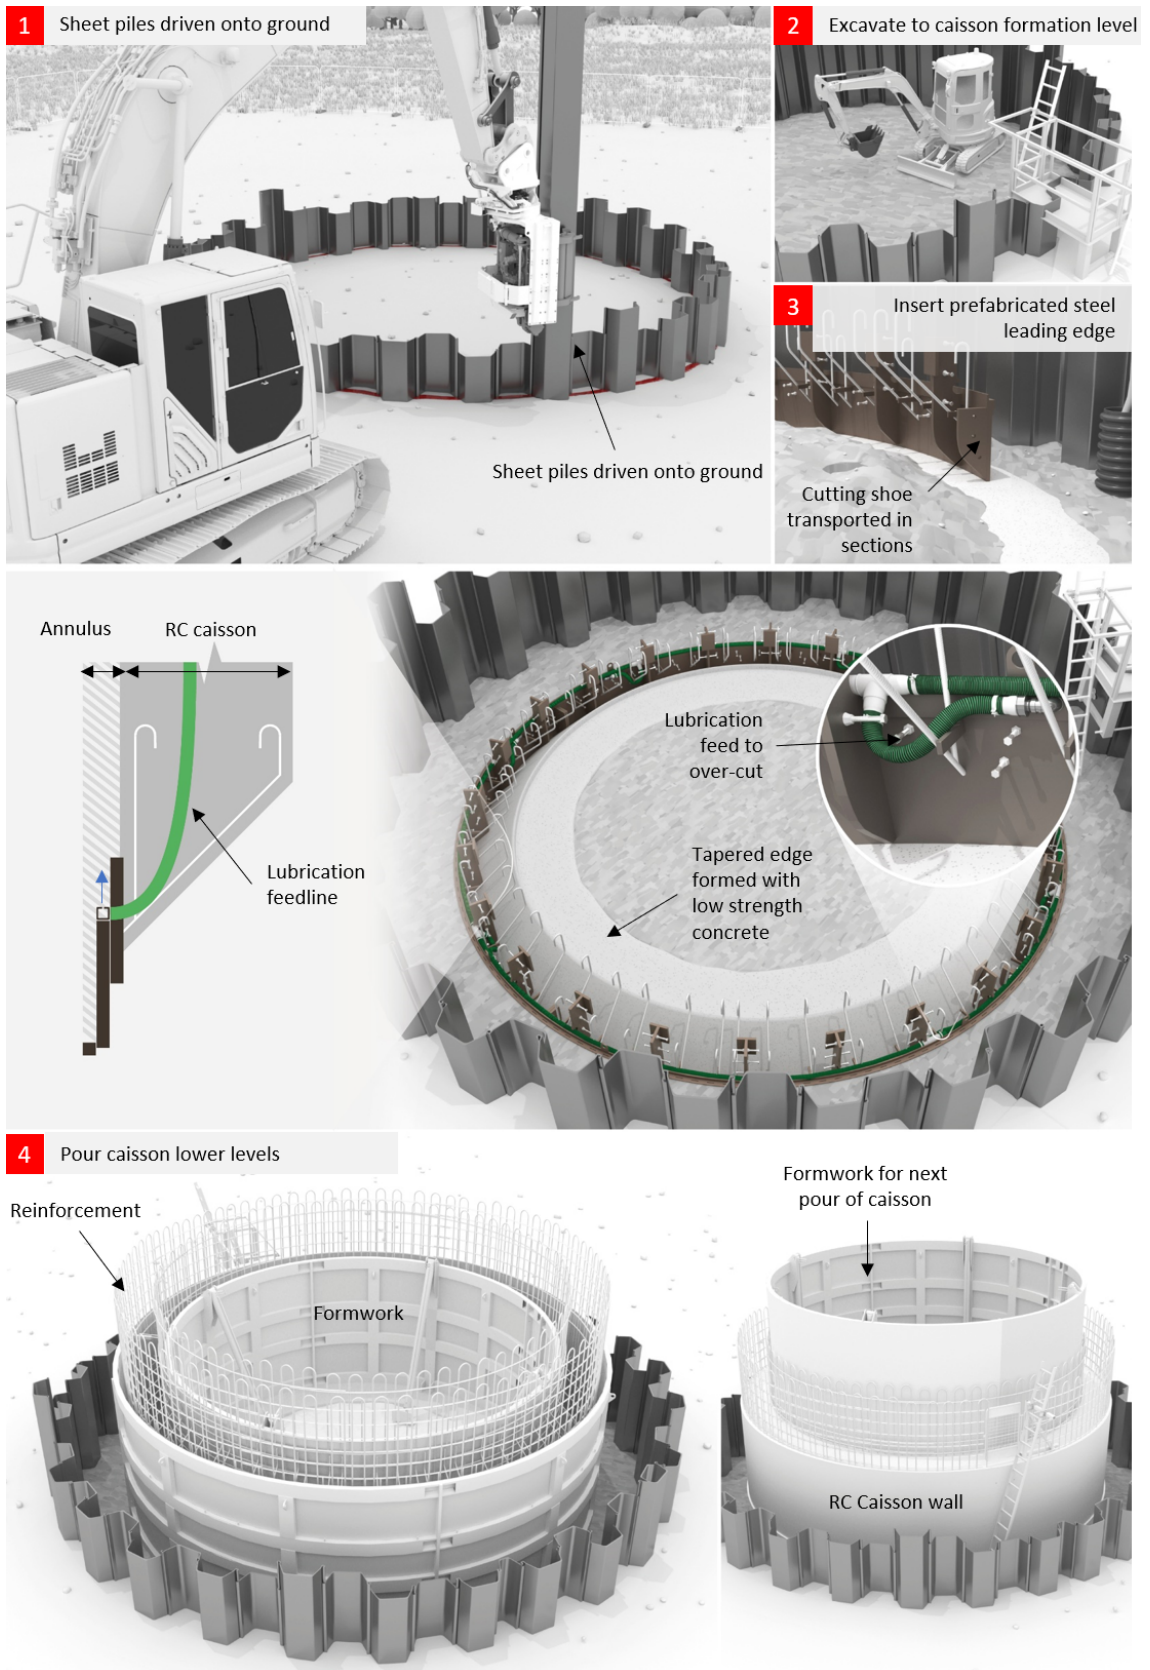 1 Sheet piles driven onto ground
Sheet piles driven onto ground
2 Excavate to caisson formation level
3 Insert prefabricated steel
leading edge
Cutting shoe
transported in
sections
Annulus
RC caisson
Lubrication
feedline
Lubrication
feed to
over-cut
Tapered edge
formed with
low strength
concrete
4 Pour caisson lower levels
Reinforcement
Formwork
Formwork for next
pour of caisson
RC Caisson wall